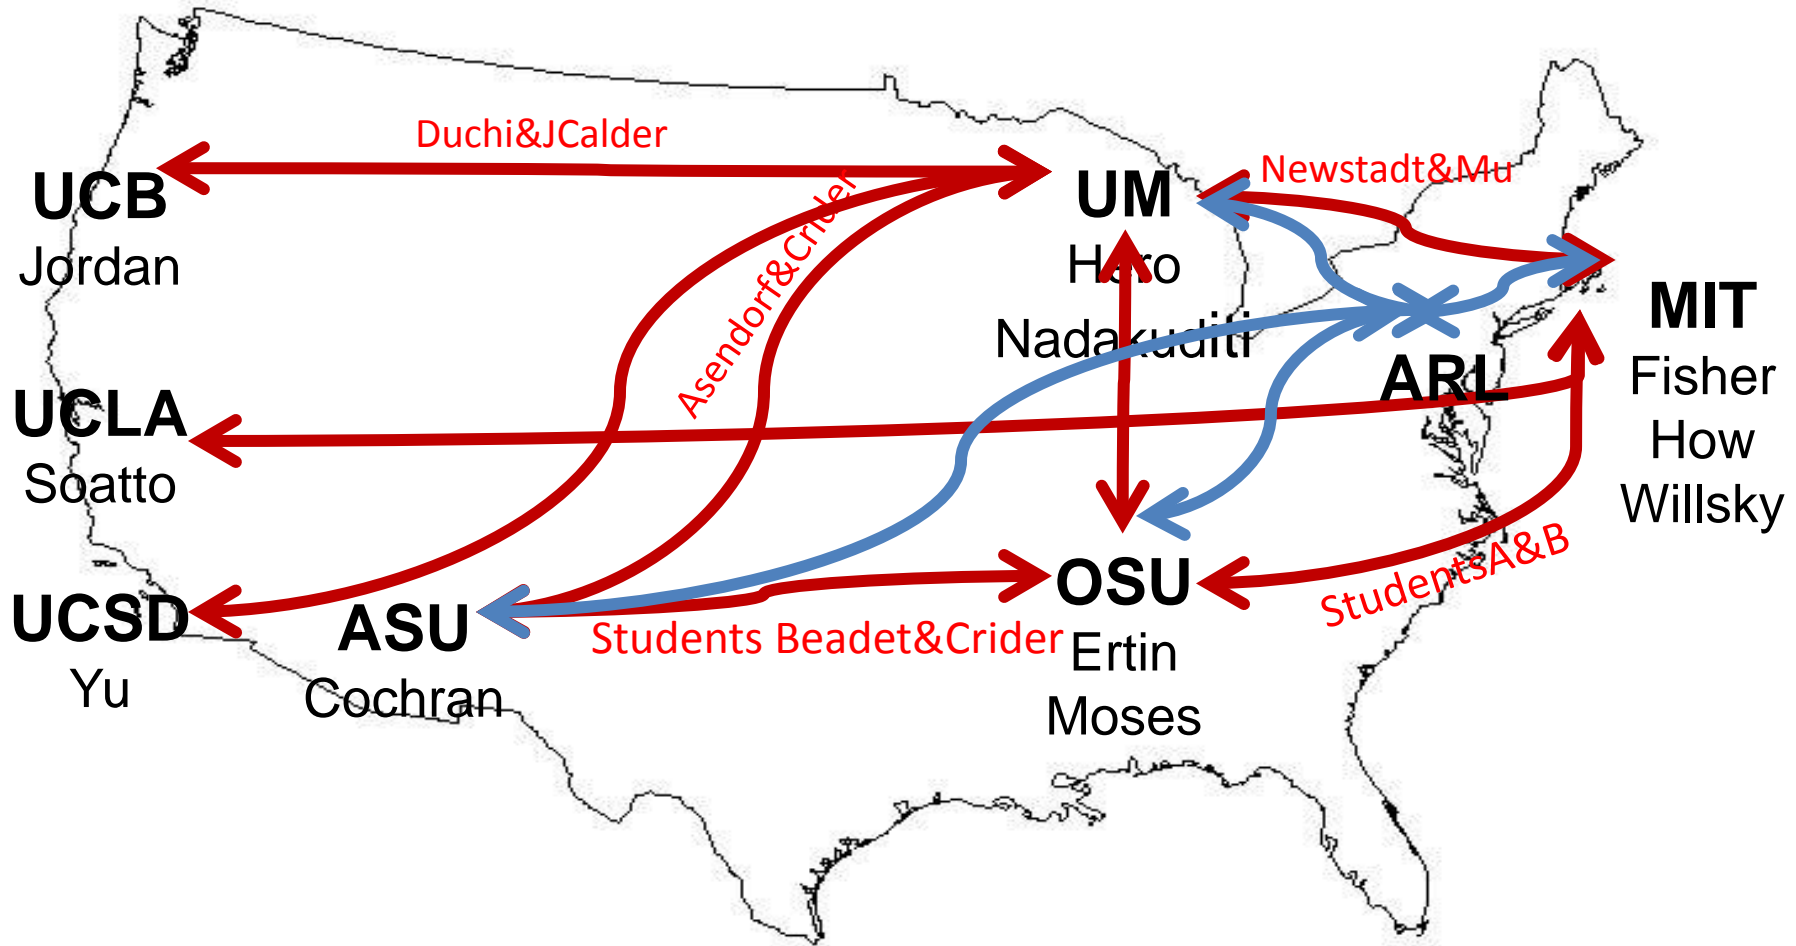 Duchi&JCalder
Newstadt&Mu
UCB
Jordan
UM
Hero
Nadakuditi
Asendorf&Crider
MIT
Fisher
How
Willsky
ARL
UCLA
Soatto
UCSD
Yu
ASU
Cochran
Students Beadet&Crider
OSU
Ertin
Moses
StudentsA&B